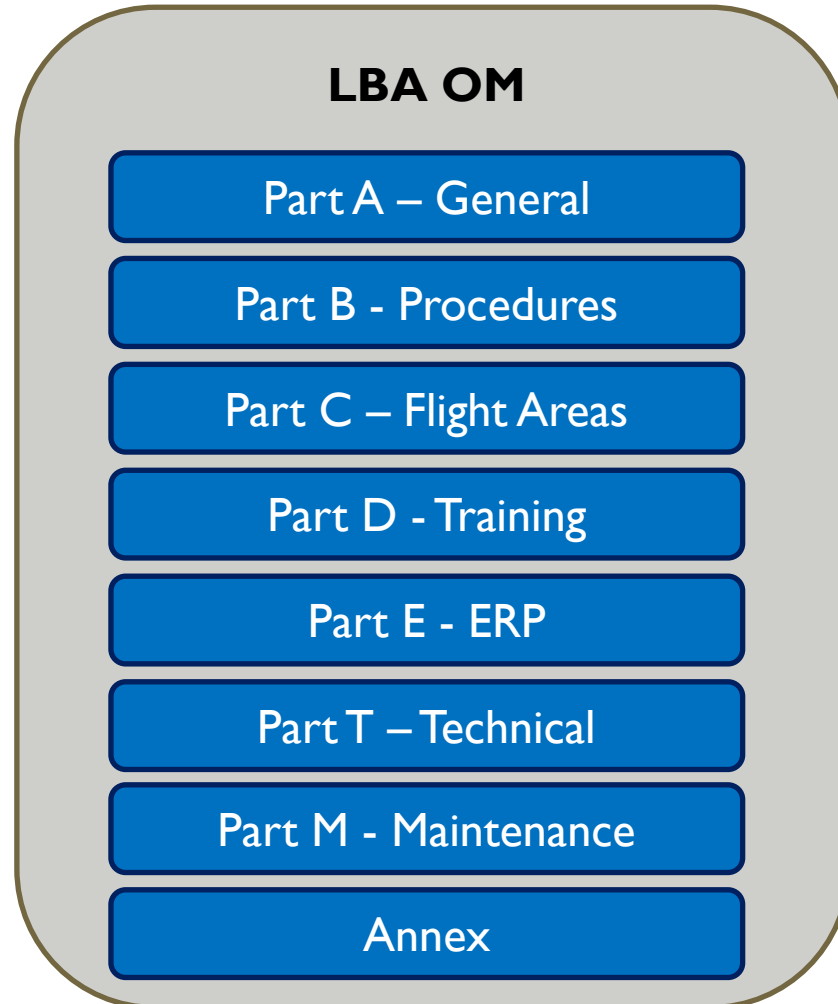 LBA OM
Part A – General
Part B - Procedures
Part C – Flight Areas
Part D - Training
Part E - ERP
Part T – Technical
Part M - Maintenance
Annex